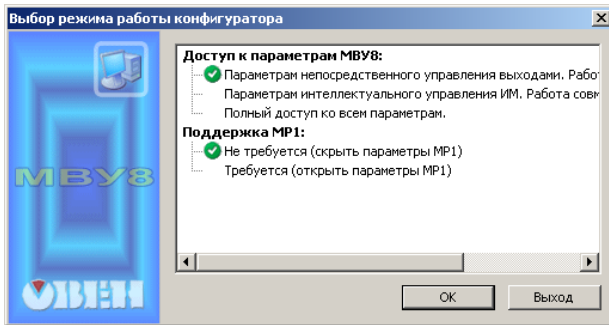 Выбор режима работы конфигуратора
Доступ к параметрам МВУ8:
Параметрам непосредственного управления выходами. Рабо
Параметрам интеллектуального управления ИМ. Работа совм
Полный доступ ко всем параметрам.
Поддержка МР1:
Не требуется (скрыть параметры МР1)
Требуется (открыть параметры МР1)
МВУ8
ОВЕН
OK
Выход